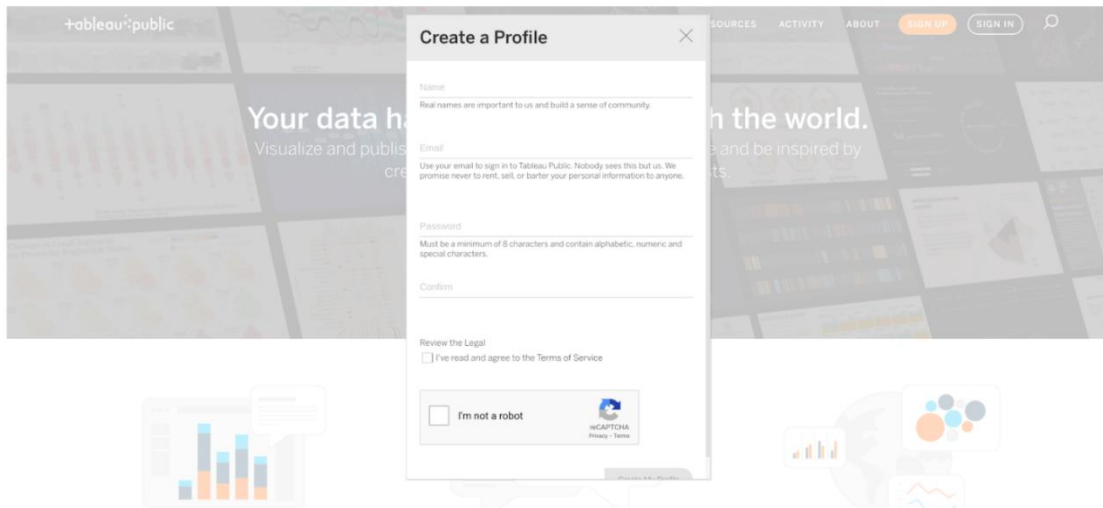 +ableau:public
SOURCES ACTIVITY ABOUT SIGN UP SIGN IN
Create a Profile
Your data ha
h the world.
Visualize and publis
e and be inspired by
cre
ts.
Name
Real names are important to us and build a sense of community.
Email
Use your email to sign in to Tableau Public. Nobody sees this but us. We
promise never to rent, sell, or barter your personal information to anyone.
Password
Must be a minimum of 8 characters and contain alphabetic, numeric and
special characters.
Confirm
Review the Legal
I've read and agree to the Terms of Service
I'm not a robot
reCAPTCHA
Privacy - Terms
Create My Profile